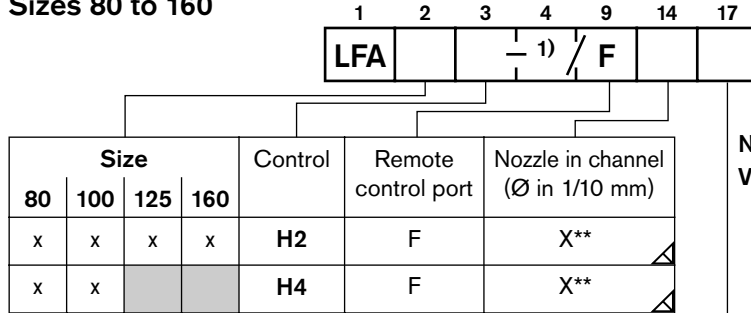 Sizes 80 to 160
1 2 3 4 9 14 17
LFA – 1) / F
Size Control Remote control port Nozzle in channel (Ø in 1/10 mm)
80 100 125 160
x x x x H2 F X**
x x H4 F X**